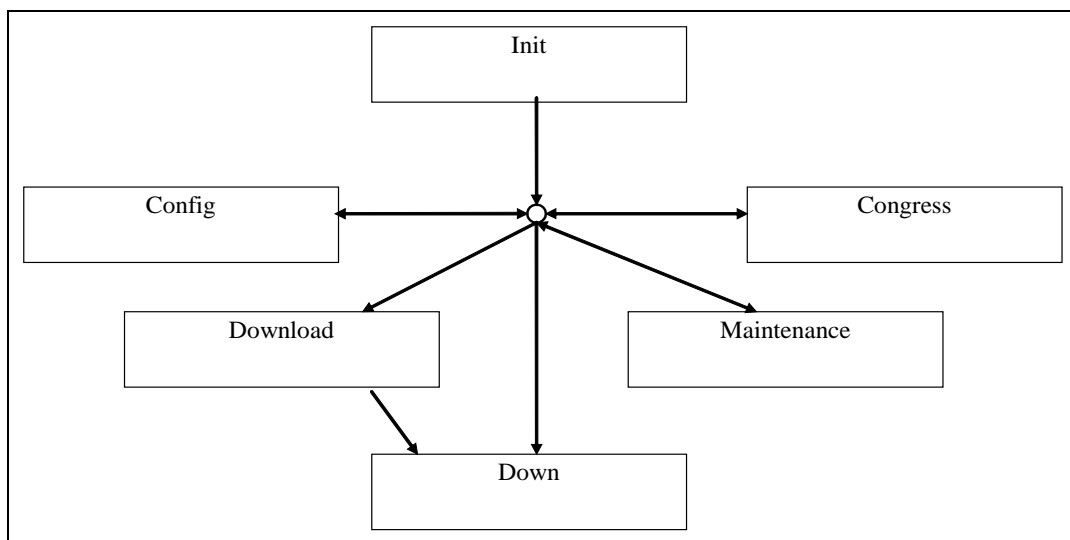 Init
Config
Congress
Download
Maintenance
Down